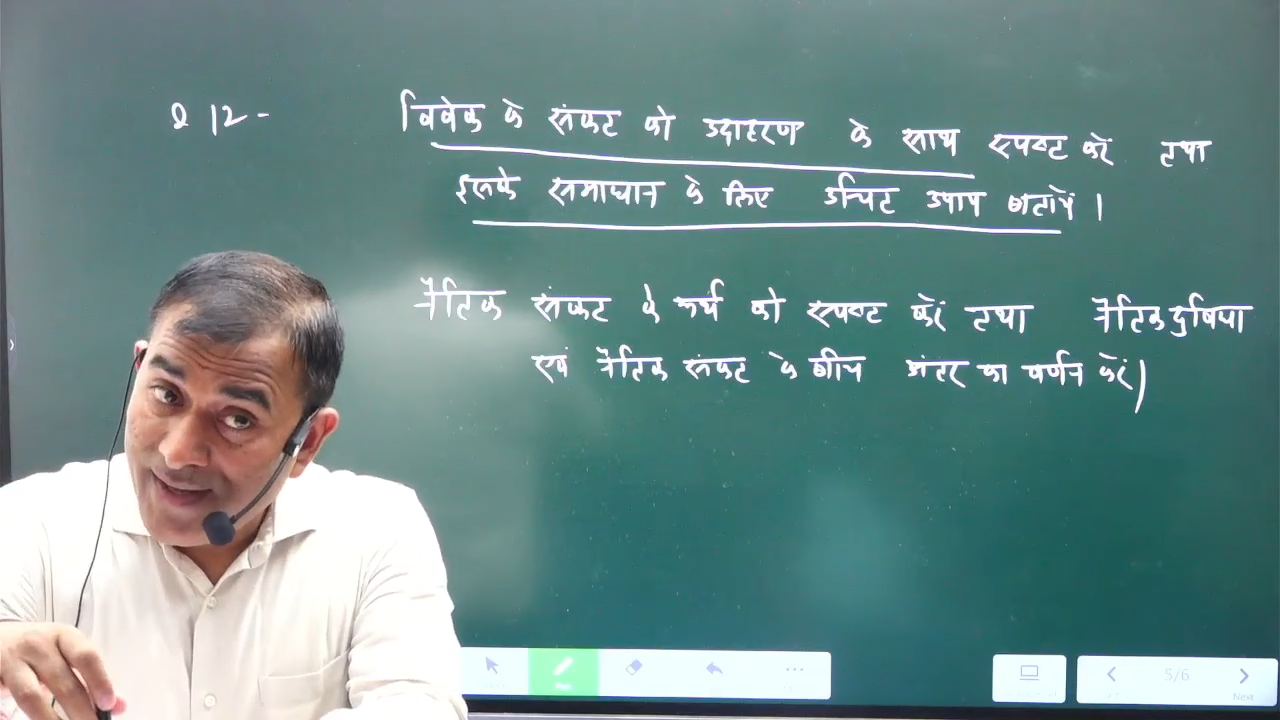 Q 12 - विवेक के संकट को उदाहरण के साथ स्पष्ट करें तथा
इसके समाधान के लिए उचित उपाय बतायें।
नैतिक संकट के अर्थ को स्पष्ट करें तथा नैतिक दुविधा
एवं नैतिक संकट के बीच अंतर का वर्णन करें।
5/6
Next